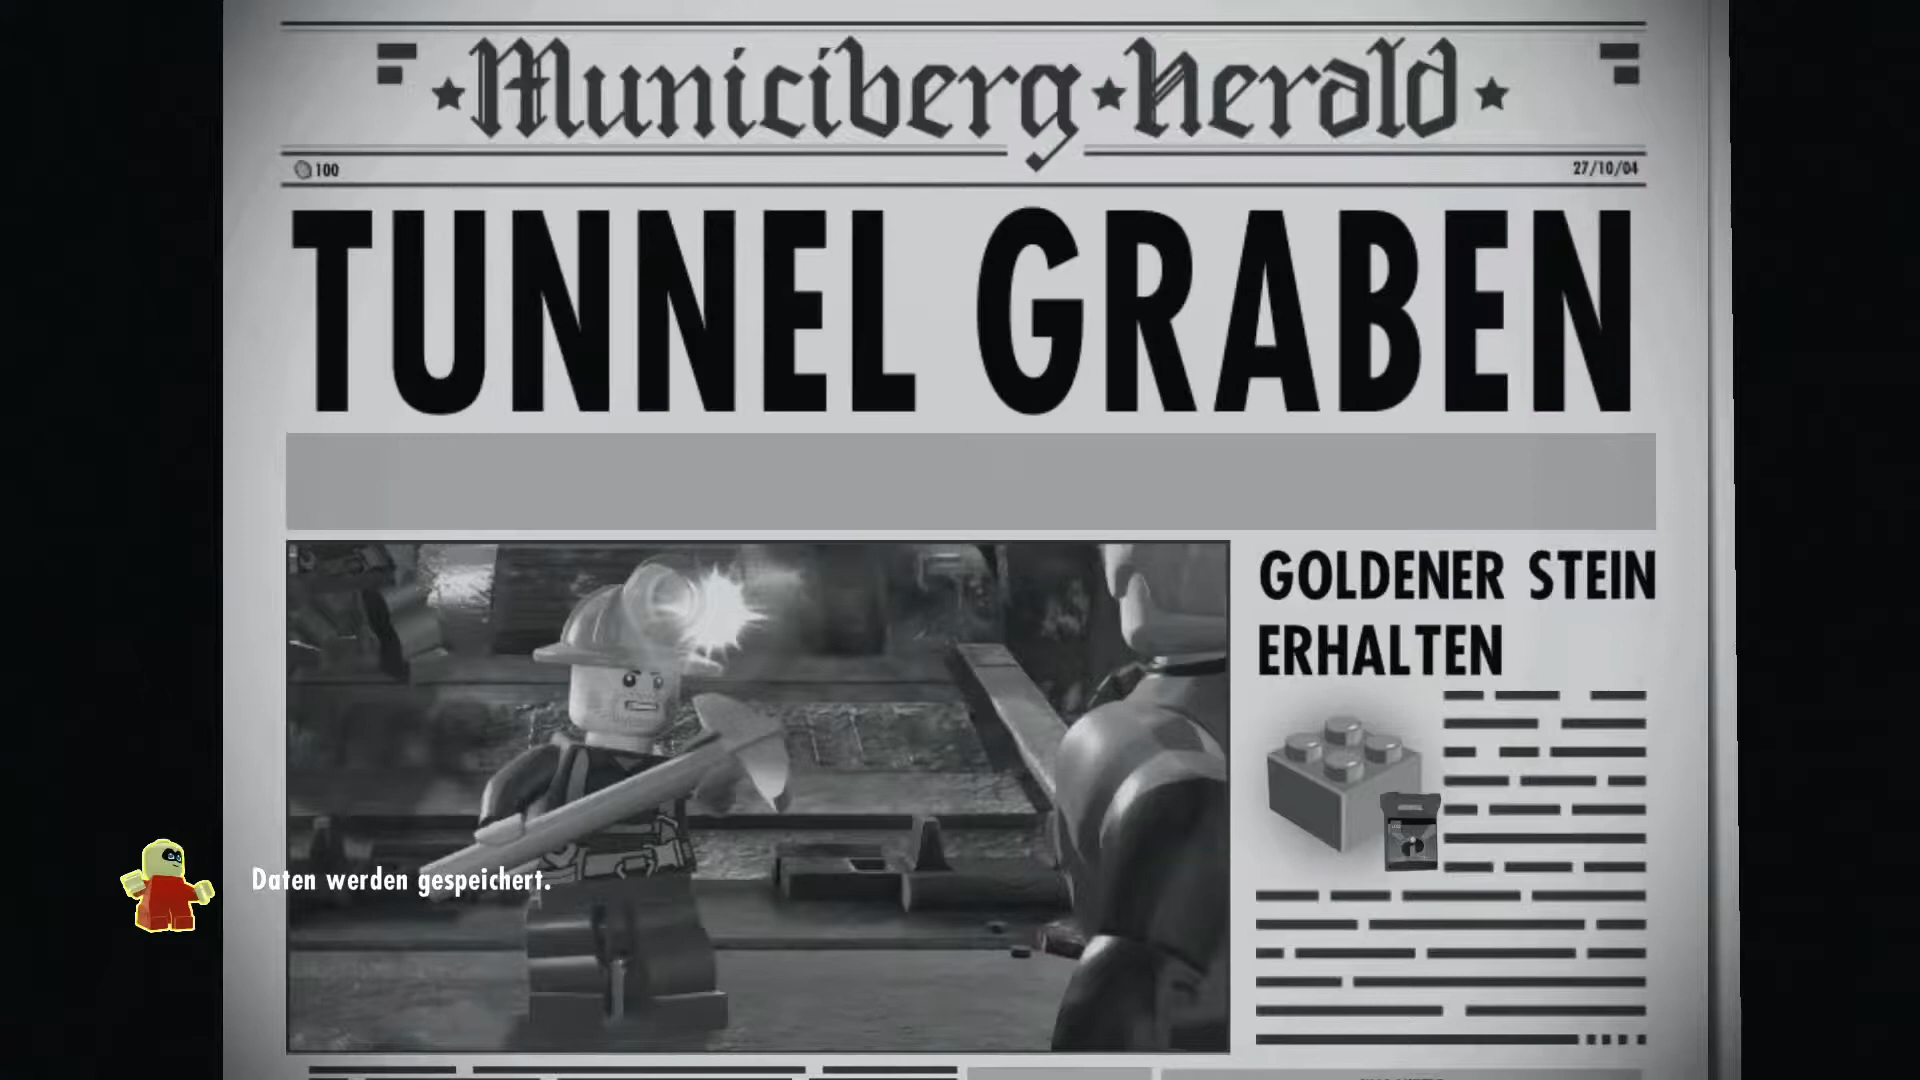 Municiberg Herald
100
27/10/04
TUNNEL GRABEN
GOLDENER STEIN
ERHALTEN
Daten werden gespeichert.